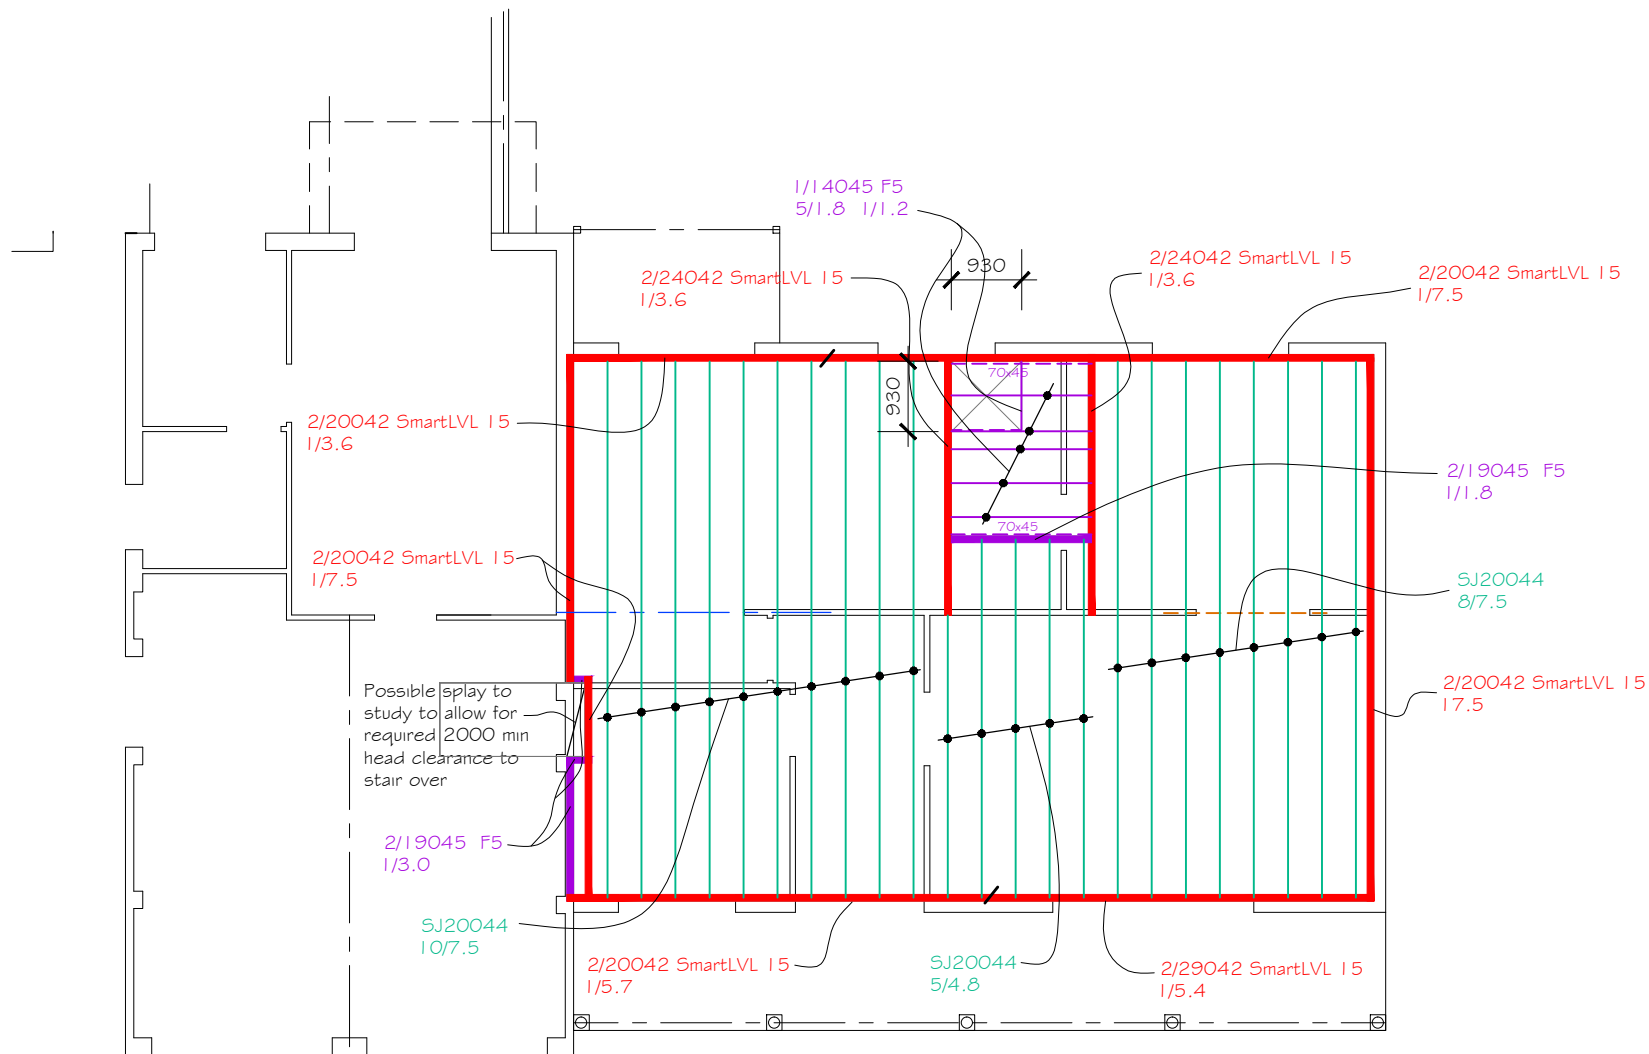 1/14045 F5
5/1.8 1/1.2
930
2/24042 SmartLVL 15
1/3.6
2/24042 SmartLVL 15
1/3.6
2/20042 SmartLVL 15
1/7.5
70x45
930
2/20042 SmartLVL 15
1/3.6
2/19045 F5
1/1.8
70x45
2/20042 SmartLVL 15
1/7.5
SJ20044
8/7.5
Possible splay to
study to allow for
required 2000 min
head clearance to
stair over
2/20042 SmartLVL 15
17.5
2/19045 F5
1/3.0
SJ20044
10/7.5
2/20042 SmartLVL 15
1/5.7
SJ20044
5/4.8
2/29042 SmartLVL 15
1/5.4